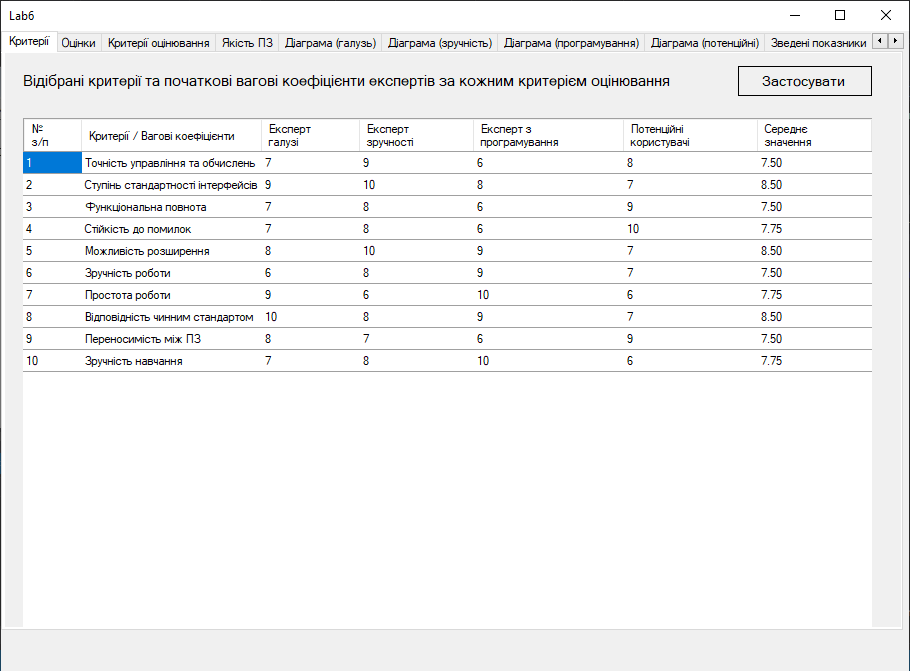 Lab6
Критерії Оцінки Критерії оцінювання Якість ПЗ Діаграма (галузь) Діаграма (зручність) Діаграма (програмування) Діаграма (потенційні) Зведені показники
Відібрані критерії та початкові вагові коефіцієнти експертів за кожним критерієм оцінювання Застосувати
№ з/п Критерії / Вагові коефіцієнти Експерт галузі Експерт зручності Експерт з програмування Потенційні користувачі Середнє значення
1 Точність управління та обчислень 7 9 6 8 7.50
2 Ступінь стандартності інтерфейсів 9 10 8 7 8.50
3 Функціональна повнота 7 8 6 9 7.50
4 Стійкість до помилок 7 8 6 10 7.75
5 Можливість розширення 8 10 9 7 8.50
6 Зручність роботи 6 8 9 7 7.50
7 Простота роботи 9 6 10 6 7.75
8 Відповідність чинним стандартом 10 8 9 7 8.50
9 Переносимість між ПЗ 8 7 6 9 7.50
10 Зручність навчання 7 8 10 6 7.75